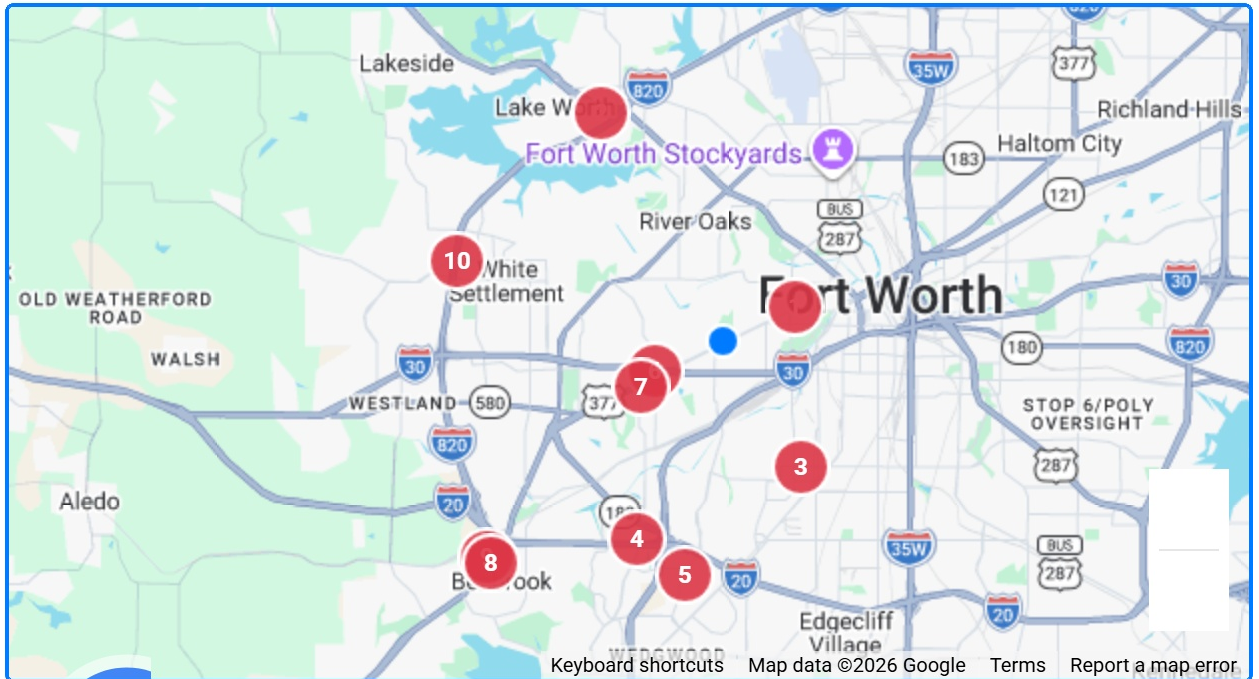 820
820
Lakeside
377
35W
820
Lake Worth
Richland Hills
Haltom City
Fort Worth Stockyards
183
121
BUS
287
River Oaks
10
White
Settlement
30
OLD WEATHERFORD
ROAD
Fort Worth
180
820
WALSH
30
30
7
WESTLAND
580
377
STOP 6/POLY
OVERSIGHT
820
3
287
Aledo
20
4
35W
BUS
287
8
5
20
20
Edgecliff
Village
WEDGWOOD
Keyboard shortcuts
Map data ©2026 Google
Terms
Report a map error